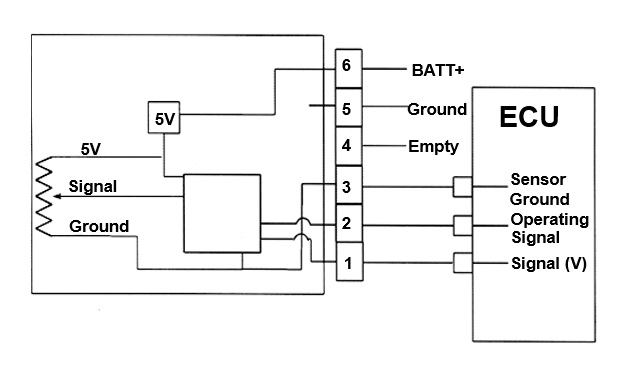 6
BATT+
5V
5
Ground
ECU
4
Empty
5V
Signal
3
Sensor
Ground
Ground
2
Operating
Signal
1
Signal (V)